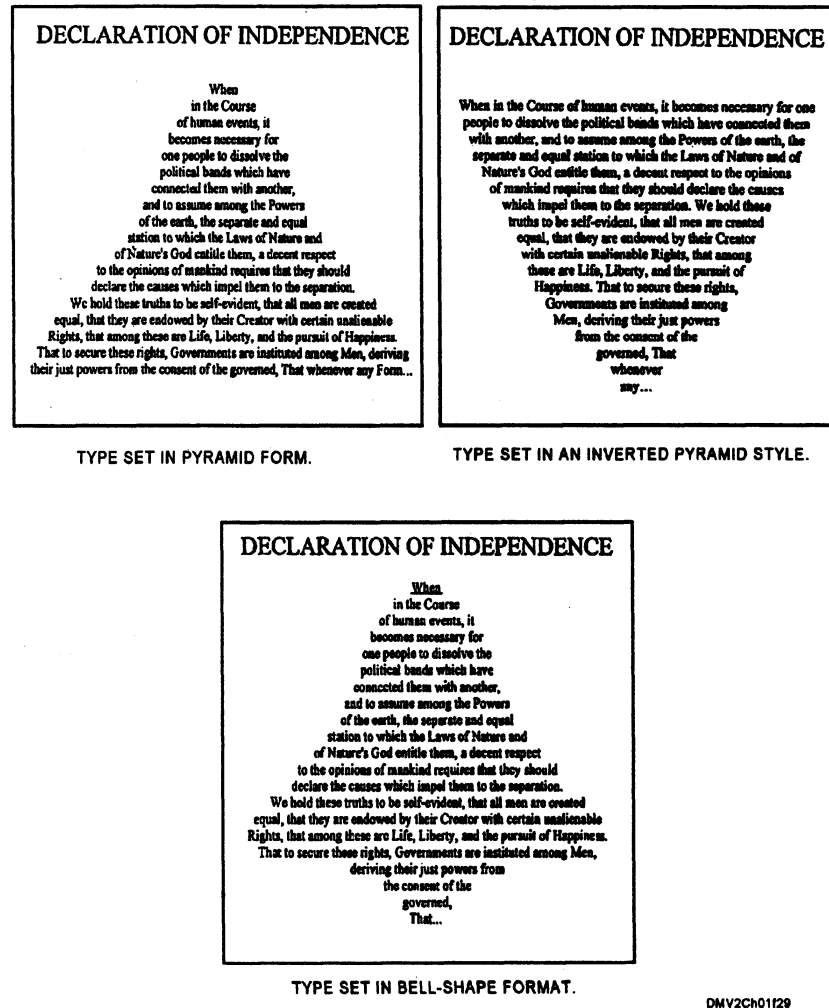 DECLARATION OF INDEPENDENCE
When
in the Course
of human events, it
becomes necessary for
one people to dissolve the
political bands which have
connected them with another,
and to assume among the Powers
of the earth, the separate and equal
station to which the Laws of Nature and
of Nature's God entitle them, a decent respect
to the opinions of mankind requires that they should
declare the causes which impel them to the separation.
We hold these truths to be self-evident, that all men are created
equal, that they are endowed by their Creator with certain unalienable
Rights, that among these are Life, Liberty, and the pursuit of Happiness.
That to secure these rights, Governments are instituted among Men, deriving
their just powers from the consent of the governed, That whenever any Form...
TYPE SET IN PYRAMID FORM.
DECLARATION OF INDEPENDENCE
When in the Course of human events, it becomes necessary for one
people to dissolve the political bands which have connected them
with another, and to assume among the Powers of the earth, the
separate and equal station to which the Laws of Nature and of
Nature's God entitle them, a decent respect to the opinions
of mankind requires that they should declare the causes
which impel them to the separation. We hold these
truths to be self-evident, that all men are created
equal, that they are endowed by their Creator
with certain unalienable Rights, that among
these are Life, Liberty, and the pursuit of
Happiness. That to secure these rights,
Governments are instituted among
Men, deriving their just powers
from the consent of the
governed, That
whenever
any...
TYPE SET IN AN INVERTED PYRAMID STYLE.
DECLARATION OF INDEPENDENCE
When
in the Course
of human events, it
becomes necessary for
one people to dissolve the
political bands which have
connected them with another,
and to assume among the Powers
of the earth, the separate and equal
station to which the Laws of Nature and
of Nature's God entitle them, a decent respect
to the opinions of mankind requires that they should
declare the causes which impel them to the separation.
We hold these truths to be self-evident, that all men are created
equal, that they are endowed by their Creator with certain unalienable
Rights, that among these are Life, Liberty, and the pursuit of Happiness.
That to secure these rights, Governments are instituted among Men,
deriving their just powers from
the consent of the
governed,
That...
TYPE SET IN BELL-SHAPE FORMAT.
DMV2Ch01f29